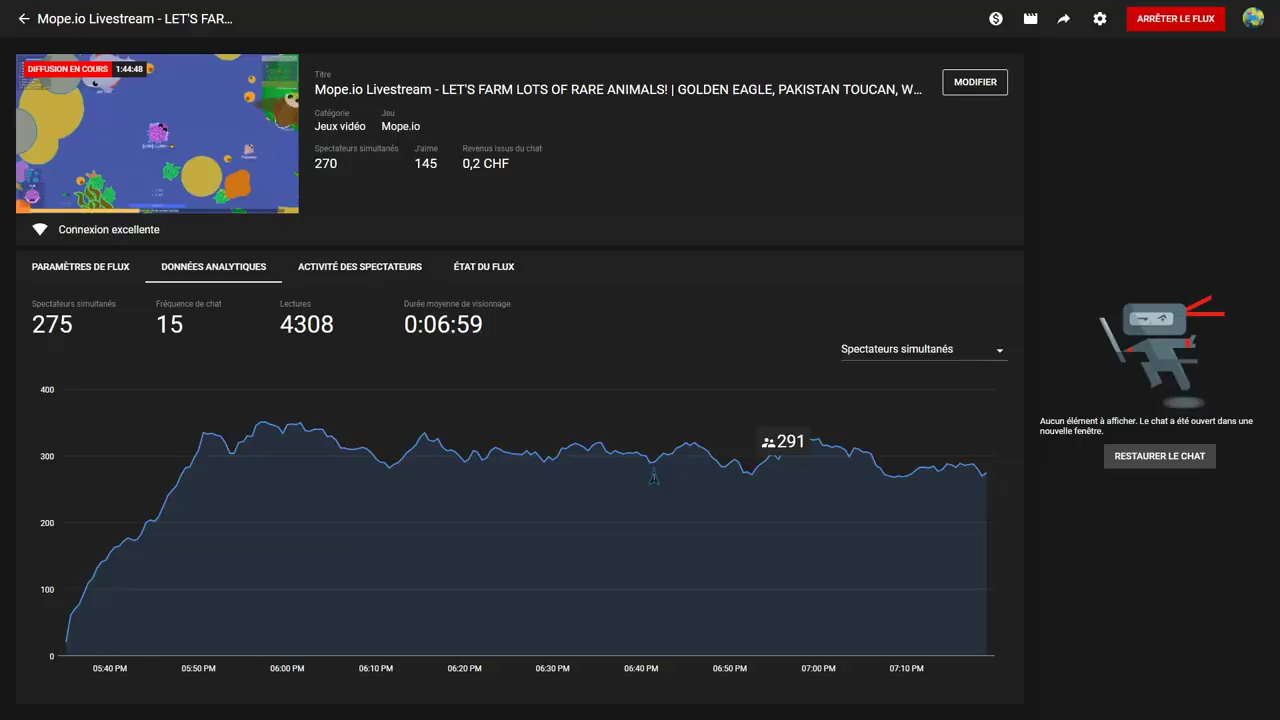 Mope.io Livestream - LET'S FAR...
ARRÊTER LE FLUX
DIFFUSION EN COURS 1:44:48
Titre
Mope.io Livestream - LET'S FARM LOTS OF RARE ANIMALS! | GOLDEN EAGLE, PAKISTAN TOUCAN, W...
MODIFIER
Catégorie Jeu
Jeux vidéo Mope.io
Spectateurs simultanés J'aime Revenus issus du chat
270 145 0,2 CHF
Connexion excellente
PARAMÈTRES DE FLUX DONNÉES ANALYTIQUES ACTIVITÉ DES SPECTATEURS ÉTAT DU FLUX
Spectateurs simultanés Fréquence de chat Lectures Durée moyenne de visionnage
275 15 4308 0:06:59
Spectateurs simultanés
400
300
200
100
0
291
05:40 PM 05:50 PM 06:00 PM 06:10 PM 06:20 PM 06:30 PM 06:40 PM 06:50 PM 07:00 PM 07:10 PM
Aucun élément à afficher. Le chat a été ouvert dans une
nouvelle fenêtre.
RESTAURER LE CHAT